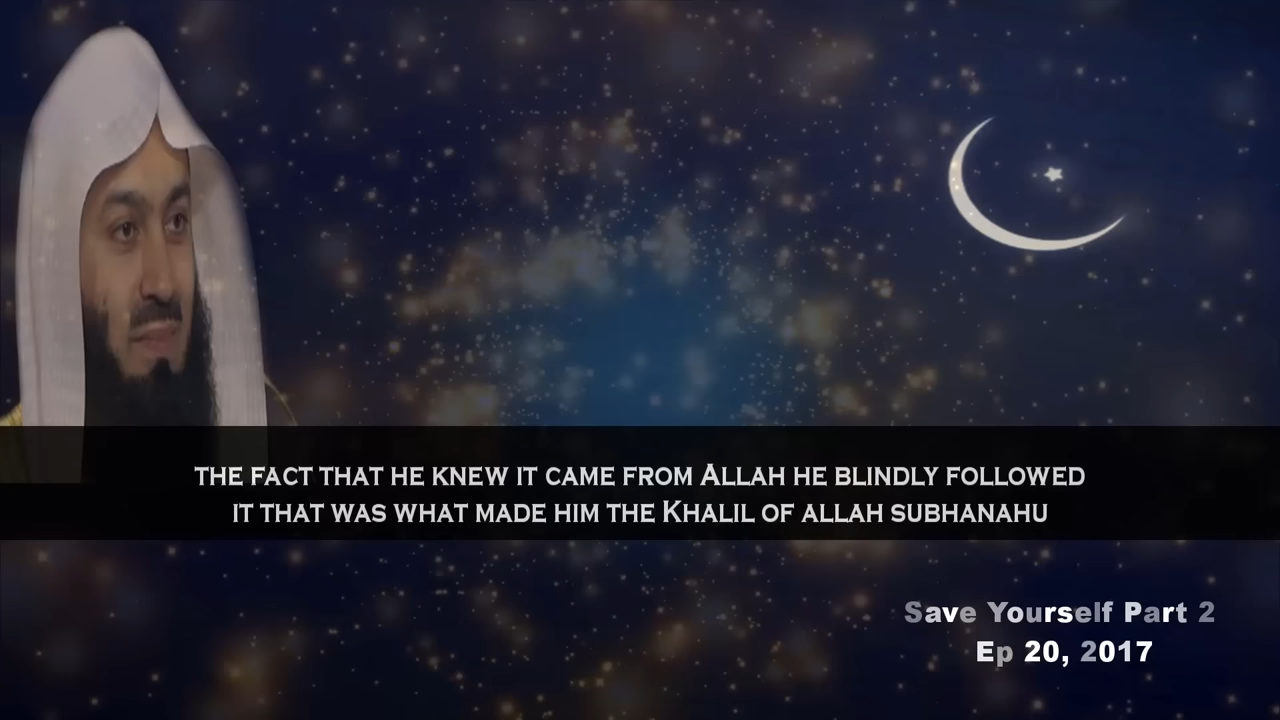 THE FACT THAT HE KNEW IT CAME FROM ALLAH HE BLINDLY FOLLOWED
IT THAT WAS WHAT MADE HIM THE KHALIL OF ALLAH SUBHANAHU
Save Yourself Part 2
Ep 20, 2017